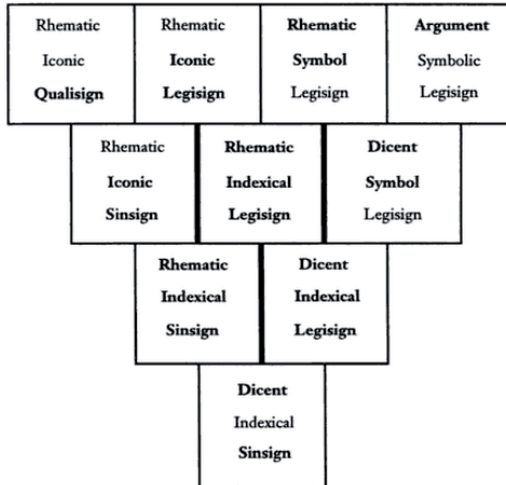 Rhematic
Iconic
Qualisign
Rhematic
Iconic
Legisign
Rhematic
Symbol
Legisign
Argument
Symbolic
Legisign
Rhematic
Iconic
Sinsign
Rhematic
Indexical
Legisign
Dicent
Symbol
Legisign
Rhematic
Indexical
Sinsign
Dicent
Indexical
Legisign
Dicent
Indexical
Sinsign